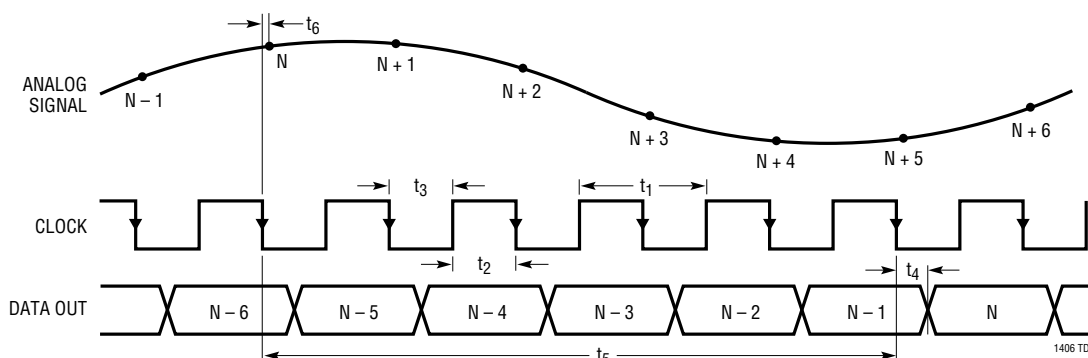 t6
N
N + 1
N – 1
N + 2
ANALOG
SIGNAL
N + 3
N + 4
N + 5
N + 6
t3
t1
CLOCK
t2
t4
DATA OUT
N – 6
N – 5
N – 4
N – 3
N – 2
N – 1
N
t5
1406 TD